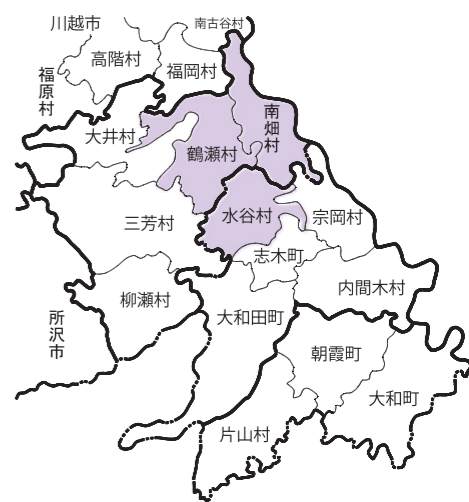 川越市
南古谷村
高階村
福岡村
福原村
大井村
南畑村
鶴瀬村
水谷村
宗岡村
三芳村
志木町
内間木村
柳瀬村
大和田町
所沢市
朝霞町
大和町
片山村